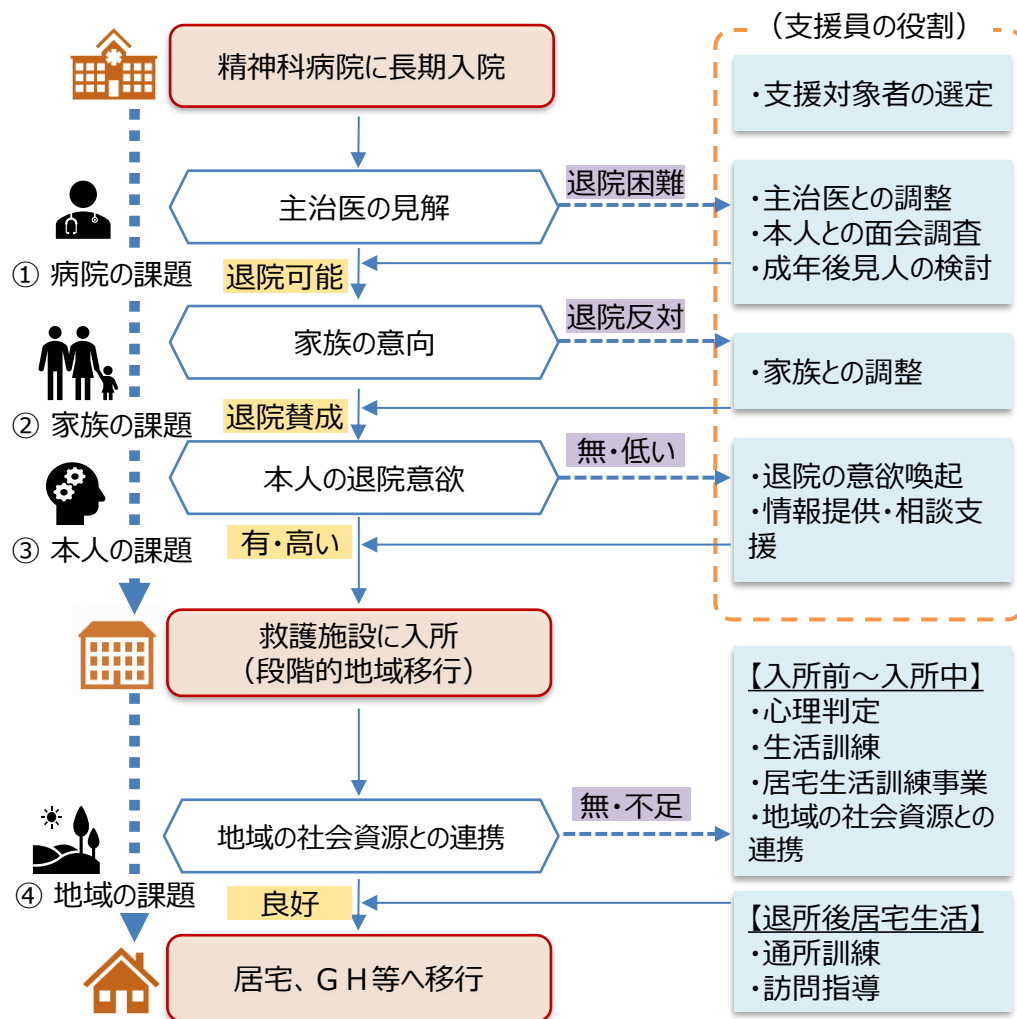 （支援員の役割）
精神科病院に長期入院
・支援対象者の選定
退院困難
主治医の見解
・主治医との調整
・本人との面会調査
・成年後見人の検討
① 病院の課題
退院可能
退院反対
家族の意向
・家族との調整
② 家族の課題
退院賛成
無・低い
本人の退院意欲
・退院の意欲喚起
・情報提供・相談支
援
③ 本人の課題
有・高い
救護施設に入所
（段階的地域移行）
【入所前～入所中】
・心理判定
・生活訓練
・居宅生活訓練事業
・地域の社会資源との
連携
無・不足
地域の社会資源との連携
④ 地域の課題
良好
【退所後居宅生活】
・通所訓練
・訪問指導
居宅、ＧＨ等へ移行